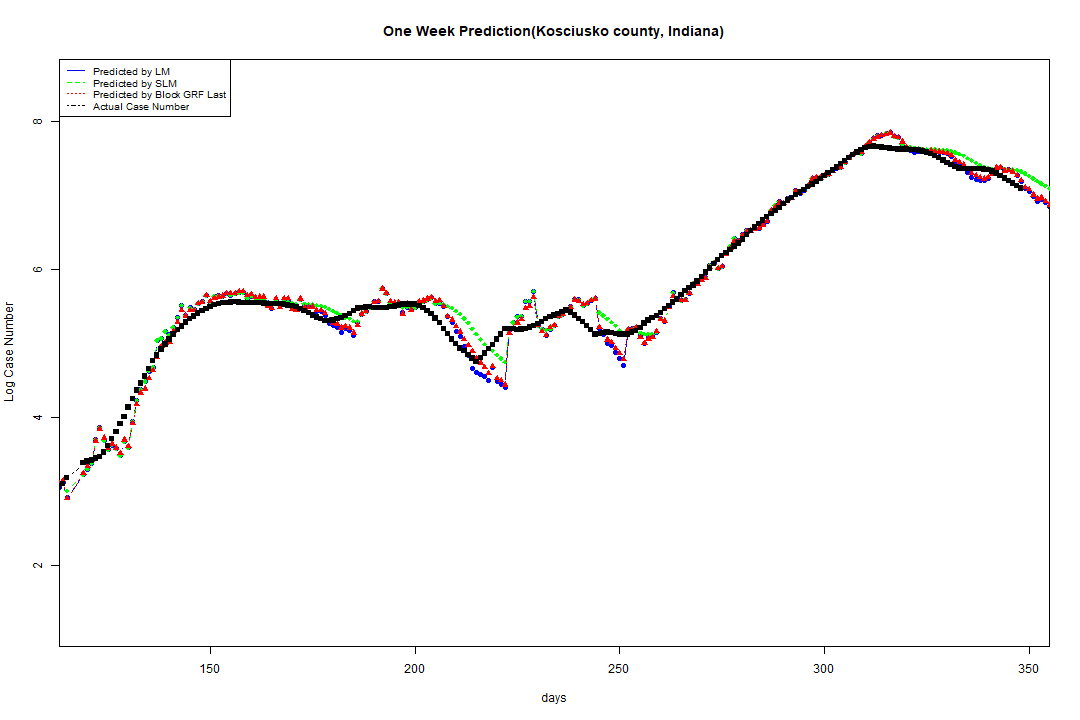 One Week Prediction(Kosciusko county, Indiana)
Predicted by LM
Predicted by SLM
Predicted by Block GRF Last
Actual Case Number
8
6
4
2
Log Case Number
150 200 250 300 350
days